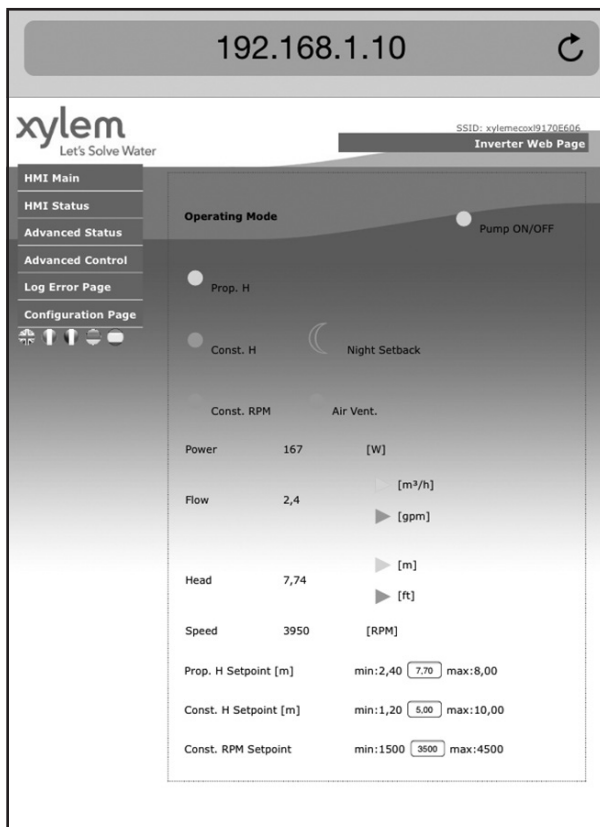 192.168.1.10
xylem
Let's Solve Water
SSID: xylemecoxl9170E606
Inverter Web Page
HMI Main
HMI Status
Advanced Status
Advanced Control
Log Error Page
Configuration Page
Operating Mode
Pump ON/OFF
Prop. H
Const. H
Night Setback
Const. RPM
Air Vent.
Power 167 [W]
[m³/h]
Flow 2,4
[gpm]
[m]
Head 7,74
[ft]
Speed 3950 [RPM]
Prop. H Setpoint [m] min:2,40 7,70 max:8,00
Const. H Setpoint [m] min:1,20 5,00 max:10,00
Const. RPM Setpoint min:1500 3500 max:4500